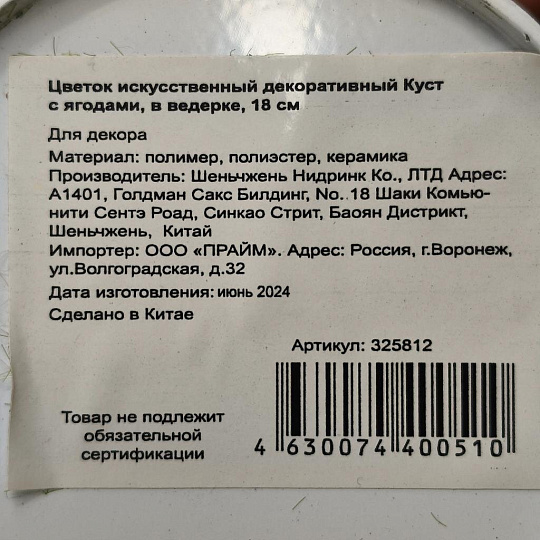 Цветок искусственный декоративный Куст
с ягодами, в ведерке, 18 см
Для декора
Материал: полимер, полиэстер, керамика
Производитель: Шеньчжень Нидринк Ко., ЛТД Адрес:
А1401, Голдман Сакс Билдинг, No..18 Шаки Комью-
нити Сентэ Роад, Синкао Стрит, Баоян Дистрикт,
Шеньчжень, Китай
Импортер: ООО «ПРАЙМ». Адрес: Россия, г.Воронеж,
ул.Волгоградская, д.32
Дата изготовления: июнь 2024
Сделано в Китае
Артикул: 325812
Товар не подлежит
обязательной
сертификации
4 630074 400510